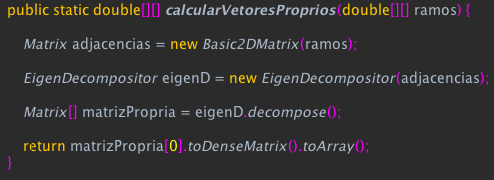 public static double[][] calcularVetoresProprios(double[][] ramos) {
Matrix adjacencias = new Basic2DMatrix(ramos);
EigenDecompositor eigenD = new EigenDecompositor(adjacencias);
Matrix[] matrizPropria = eigenD.decompose();
return matrizPropria[0].toDenseMatrix().toArray();
}